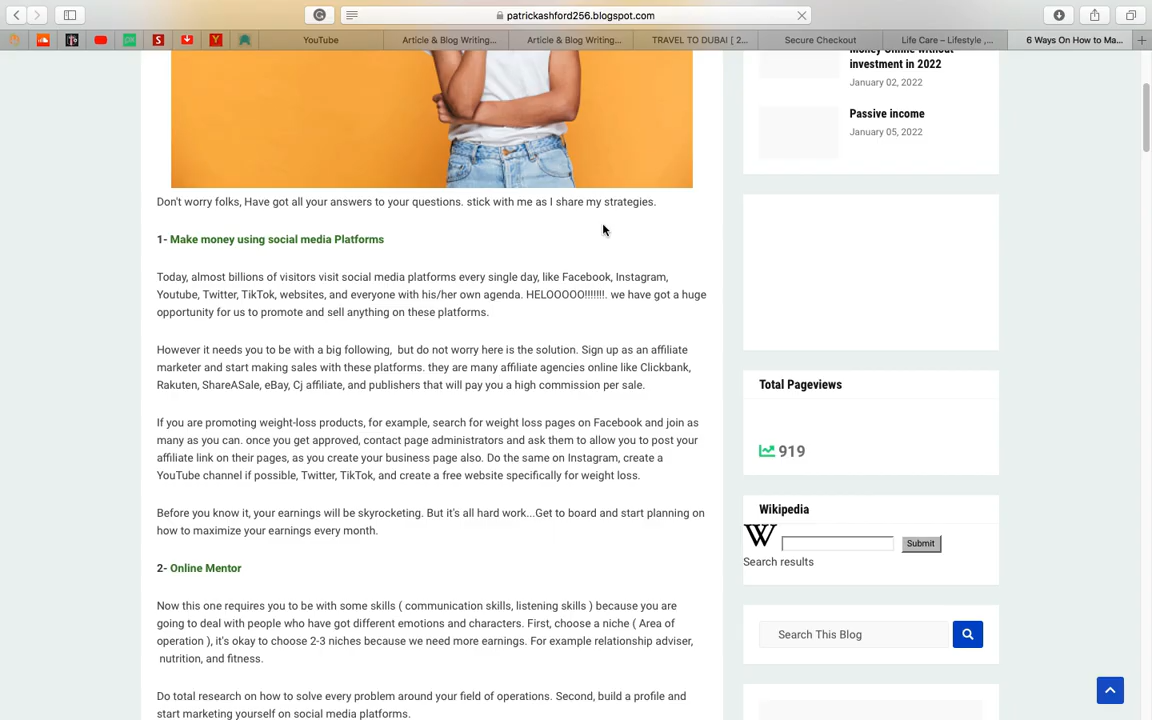 patrickashford256.blogspot.com
YouTube
Article & Blog Writing...
Article & Blog Writing...
TRAVEL TO DUBAI [ 2...
Secure Checkout
Life Care – Lifestyle ,...
6 Ways On How to Ma...
Money Online without
investment in 2022
January 02, 2022
Passive income
January 05, 2022
Don't worry folks, Have got all your answers to your questions. stick with me as I share my strategies.
1- Make money using social media Platforms
Today, almost billions of visitors visit social media platforms every single day, like Facebook, Instagram,
Youtube, Twitter, TikTok, websites, and everyone with his/her own agenda. HELOOOOO!!!!!!!. we have got a huge
opportunity for us to promote and sell anything on these platforms.
However it needs you to be with a big following,  but do not worry here is the solution. Sign up as an affiliate
marketer and start making sales with these platforms. they are many affiliate agencies online like Clickbank,
Rakuten, ShareASale, eBay, Cj affiliate, and publishers that will pay you a high commission per sale.
If you are promoting weight-loss products, for example, search for weight loss pages on Facebook and join as
many as you can. once you get approved, contact page administrators and ask them to allow you to post your
affiliate link on their pages, as you create your business page also. Do the same on Instagram, create a
YouTube channel if possible, Twitter, TikTok, and create a free website specifically for weight loss.
Before you know it, your earnings will be skyrocketing. But it's all hard work...Get to board and start planning on
how to maximize your earnings every month.
2- Online Mentor
Now this one requires you to be with some skills ( communication skills, listening skills ) because you are
going to deal with people who have got different emotions and characters. First, choose a niche ( Area of
operation ), it's okay to choose 2-3 niches because we need more earnings. For example relationship adviser,
nutrition, and fitness.
Do total research on how to solve every problem around your field of operations. Second, build a profile and
start marketing yourself on social media platforms.
Total Pageviews
919
Wikipedia
W
Submit
Search results
Search This Blog